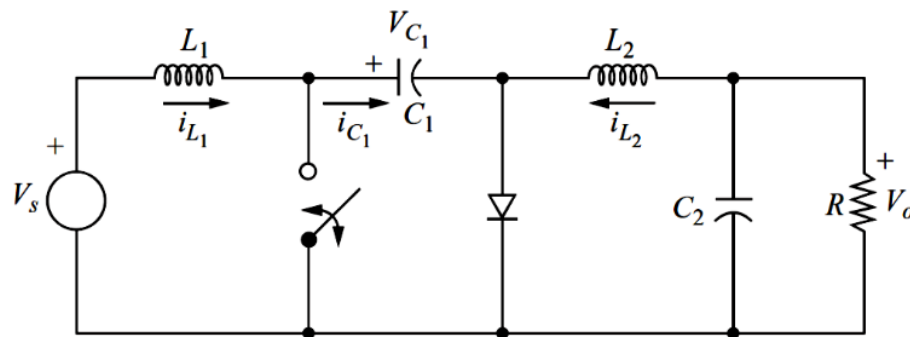 V_{C_1}
L_1
+
C_1
L_2
i_{L_1}
i_{C_1}
i_{L_2}
+
V_s
C_2
R
+
V_o